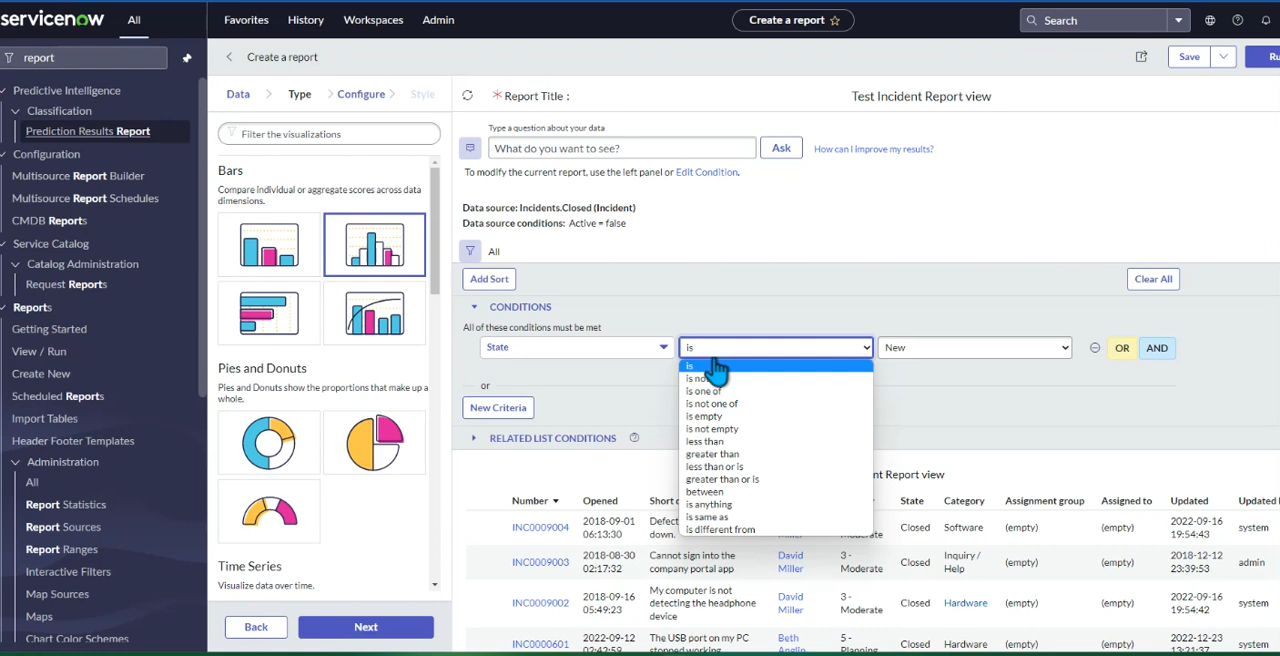 servicenow
All
Favorites
History
Workspaces
Admin
Create a report
Search
report
Predictive Intelligence
Classification
Prediction Results Report
Configuration
Multisource Report Builder
Multisource Report Schedules
CMDB Reports
Service Catalog
Catalog Administration
Request Reports
Reports
Getting Started
View / Run
Create New
Scheduled Reports
Import Tables
Header Footer Templates
Administration
All
Report Statistics
Report Sources
Report Ranges
Interactive Filters
Map Sources
Maps
Chart Color Schemes
Create a report
Save
Data
Type
Configure
Style
Filter the visualizations
Bars
Compare individual or aggregate scores across data
dimensions.
Pies and Donuts
Pies and Donuts show the proportions that make up a
whole.
Time Series
Visualize data over time.
Back
Next
*Report Title :
Test Incident Report view
Type a question about your data
What do you want to see?
Ask
How can I improve my results?
To modify the current report, use the left panel or Edit Condition.
Data source: Incidents.Closed (Incident)
Data source conditions: Active = false
All
Add Sort
Clear All
CONDITIONS
All of these conditions must be met
State
is
New
OR
AND
is
is one of
is not one of
is empty
is not empty
less than
greater than
less than or is
greater than or is
between
is anything
is same as
is different from
or
New Criteria
RELATED LIST CONDITIONS
Report view
Number
Opened
State
Category
Assignment group
Assigned to
Updated
INC0009004
2018-09-01
06:13:30
down.
Miller
Moderate
Closed
Software
(empty)
(empty)
2022-09-16
19:54:43
system
INC0009003
2018-08-30
02:17:32
Cannot sign into the
company portal app
David
Miller
3 -
Moderate
Closed
Inquiry /
Help
(empty)
(empty)
2018-12-12
23:39:53
admin
INC0009002
2018-09-16
05:49:23
My computer is not
detecting the headphone
device
David
Miller
3 -
Moderate
Closed
Hardware
(empty)
(empty)
2022-09-16
19:54:42
system
INC0000601
2022-09-12
The USB port on my PC
stopped working
Beth
Anglin
5 -
Planning
Closed
Hardware
(empty)
(empty)
2022-12-23
13:21:37
system